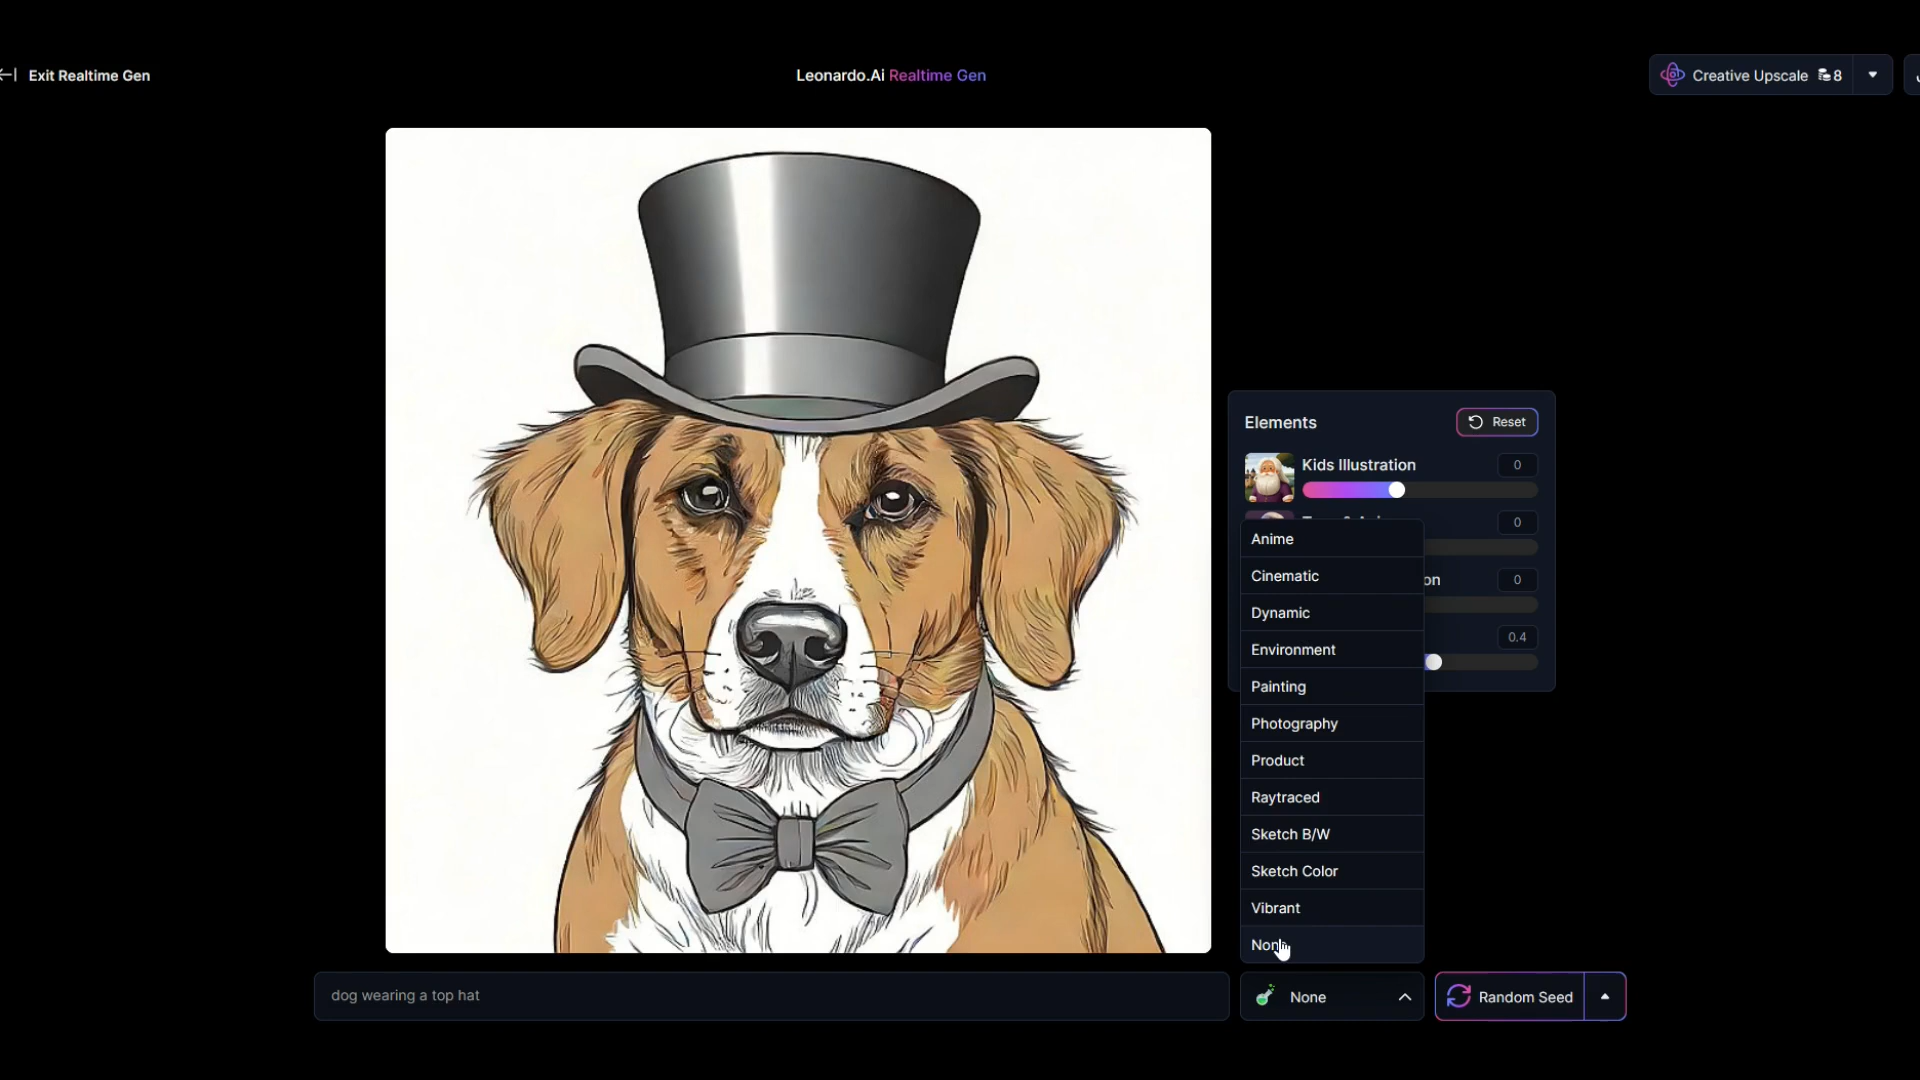 Exit Realtime Gen
Leonardo.Ai Realtime Gen
Creative Upscale 8
Elements
Reset
Kids Illustration
0
0
Anime
Cinematic
on
0
Dynamic
Environment
0.4
Painting
Photography
Product
Raytraced
Sketch B/W
Sketch Color
Vibrant
None
dog wearing a top hat
None
Random Seed